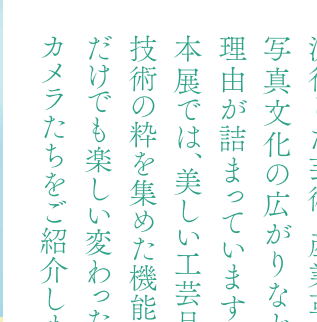 写真文化の広がりなど
理由が詰まっています
本展では、美しい工芸品
技術の粋を集めた機能
だけでも楽しい変わった
カメラたちをご紹介しま